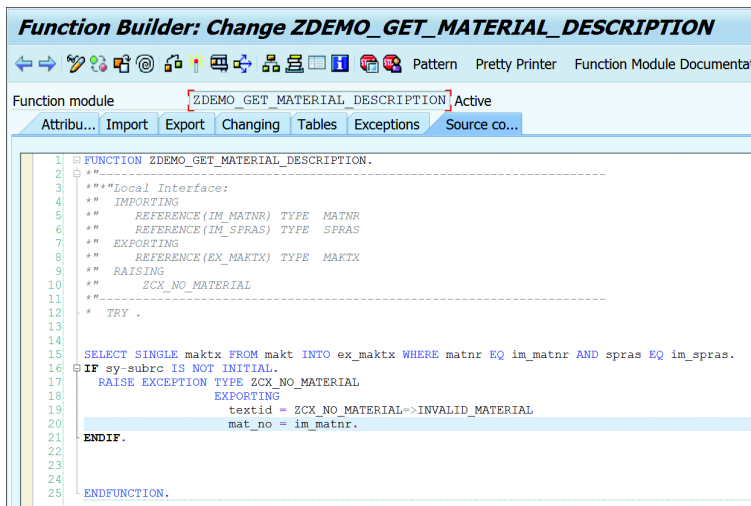 Function Builder: Change ZDEMO_GET_MATERIAL_DESCRIPTION
Pattern Pretty Printer Function Module Documenta
Function module ZDEMO_GET_MATERIAL_DESCRIPTION Active
Attribu... Import Export Changing Tables Exceptions Source co...
1 FUNCTION ZDEMO_GET_MATERIAL_DESCRIPTION.
2 *"----------------------------------------------------------------------
3 *"*"Local Interface:
4 *"  IMPORTING
5 *"     REFERENCE(IM_MATNR) TYPE  MATNR
6 *"     REFERENCE(IM_SPRAS) TYPE  SPRAS
7 *"  EXPORTING
8 *"     REFERENCE(EX_MAKTX) TYPE  MAKTX
9 *"  RAISING
10 *"      ZCX_NO_MATERIAL
11 *"----------------------------------------------------------------------
12 *  TRY .
13
14
15 SELECT SINGLE maktx FROM makt INTO ex_maktx WHERE matnr EQ im_matnr AND spras EQ im_spras.
16 IF sy-subrc IS NOT INITIAL.
17   RAISE EXCEPTION TYPE ZCX_NO_MATERIAL
18                   EXPORTING
19                     textid = ZCX_NO_MATERIAL=>INVALID_MATERIAL
20                     mat_no = im_matnr.
21 ENDIF.
22
23
24
25 ENDFUNCTION.